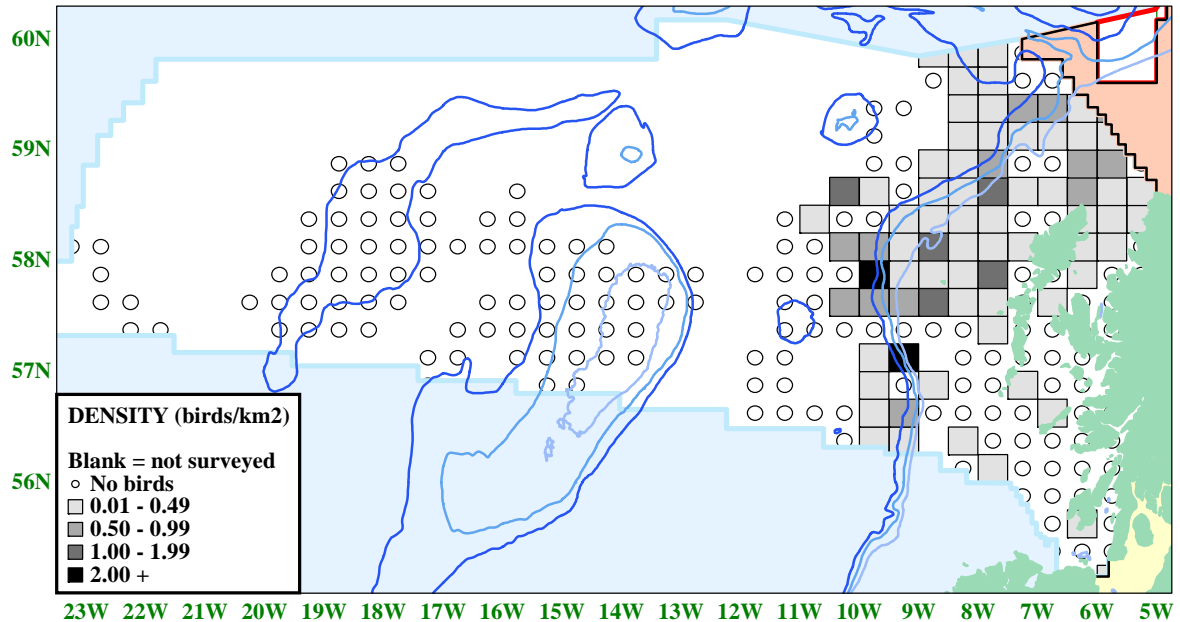 60N
59N
58N
57N
56N
DENSITY (birds/km2)
Blank = not surveyed
No birds
0.01 - 0.49
0.50 - 0.99
1.00 - 1.99
2.00 +
23W 22W 21W 20W 19W 18W 17W 16W 15W 14W 13W 12W 11W 10W 9W 8W 7W 6W 5W